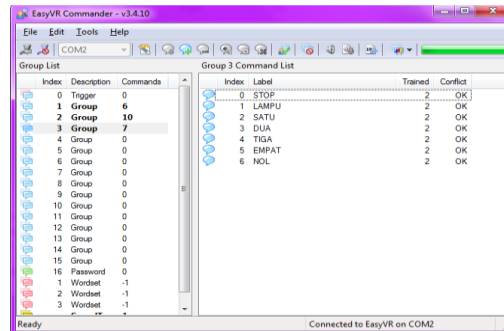 EasyVR Commander - v3.4.10
File Edit Tools Help
COM2
Group List Group 3 Command List
Index Description Commands
0 Trigger 0
1 Group 6
2 Group 10
3 Group 7
4 Group 0
5 Group 0
6 Group 0
7 Group 0
8 Group 0
9 Group 0
10 Group 0
11 Group 0
12 Group 0
13 Group 0
14 Group 0
15 Group 0
16 Password 0
1 Wordset -1
2 Wordset -1
3 Wordset -1
Index Label Trained Conflict
0 STOP 2 OK
1 LAMPU 2 OK
2 SATU 2 OK
3 DUA 2 OK
4 TIGA 2 OK
5 EMPAT 2 OK
6 NOL 2 OK
Ready Connected to EasyVR on COM2